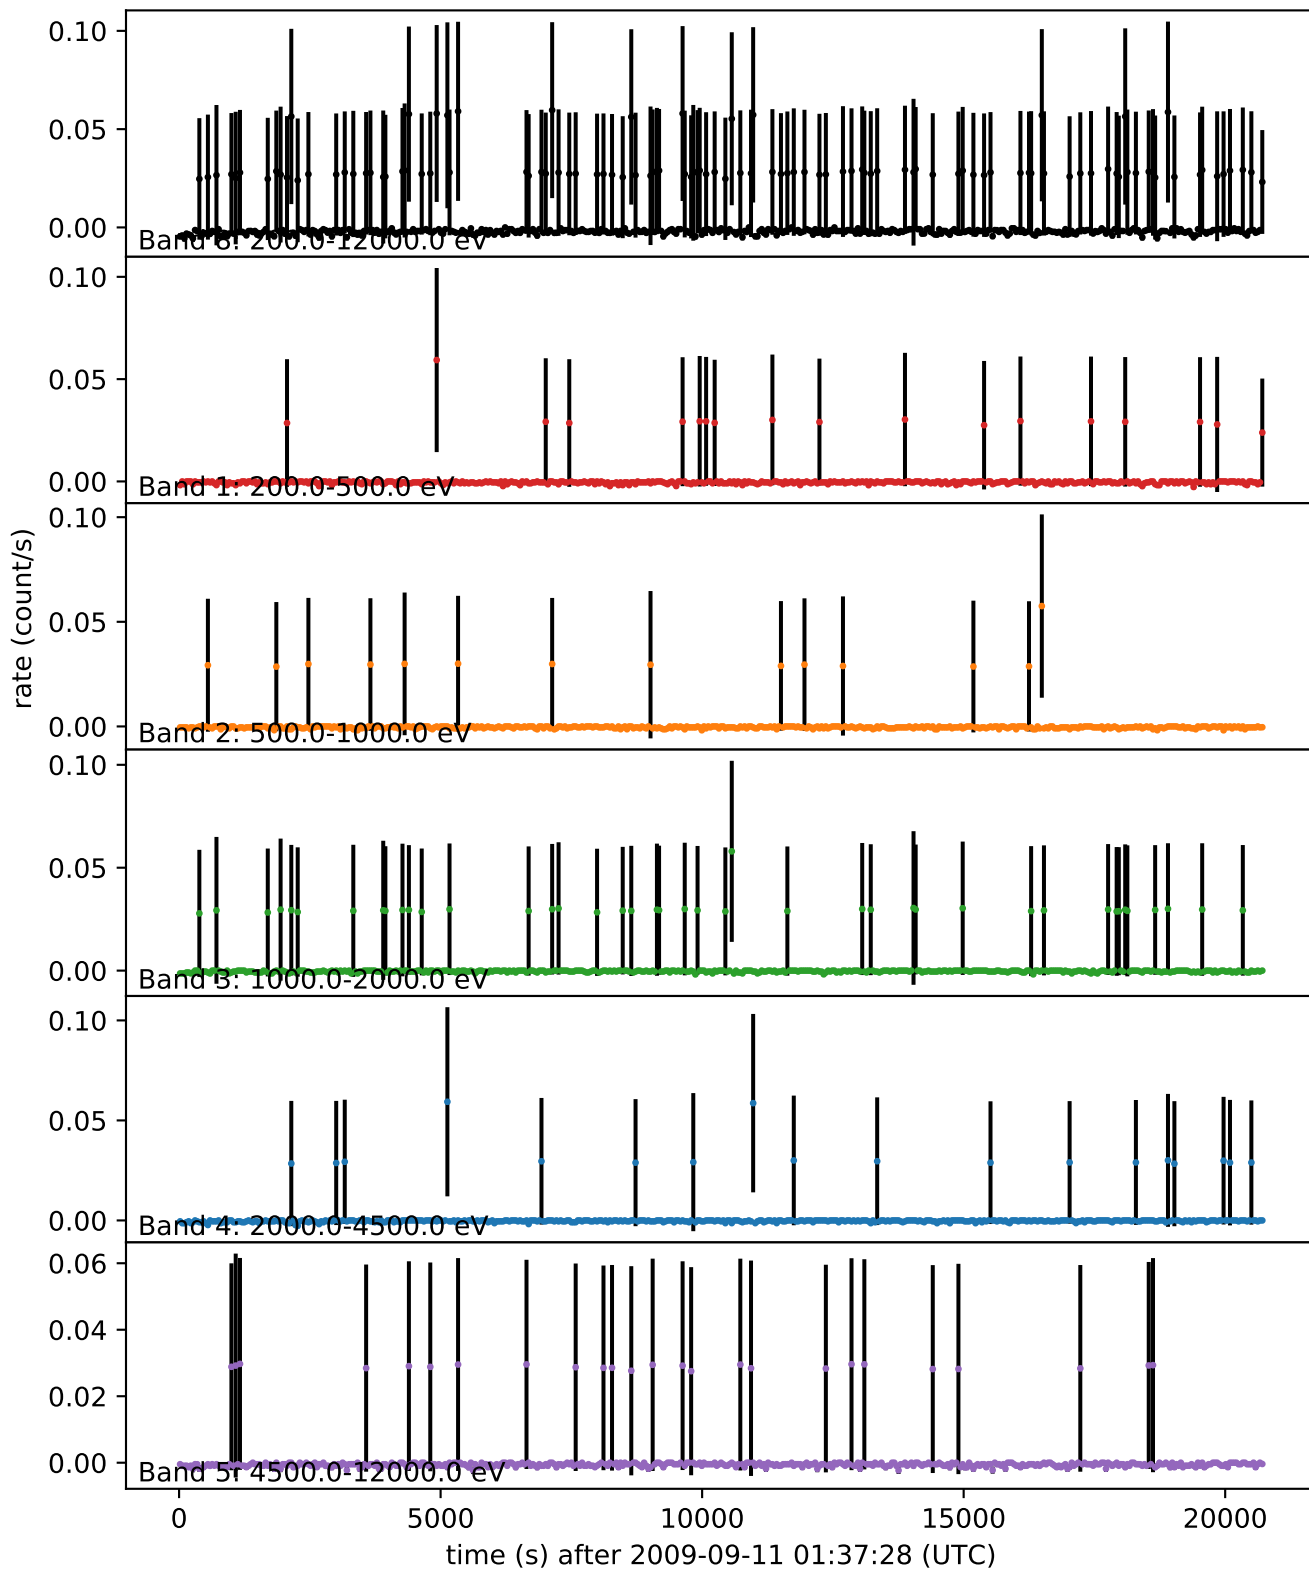 0.10
0.05
0.00
Band 8: 200.0-12000.0 eV
0.10
0.05
0.00
Band 1: 200.0-500.0 eV
0.10
0.05
0.00
Band 2: 500.0-1000.0 eV
rate (count/s)
0.10
0.05
0.00
Band 3: 1000.0-2000.0 eV
0.10
0.05
0.00
Band 4: 2000.0-4500.0 eV
0.06
0.04
0.02
0.00
Band 5: 4500.0-12000.0 eV
0 5000 10000 15000 20000
time (s) after 2009-09-11 01:37:28 (UTC)